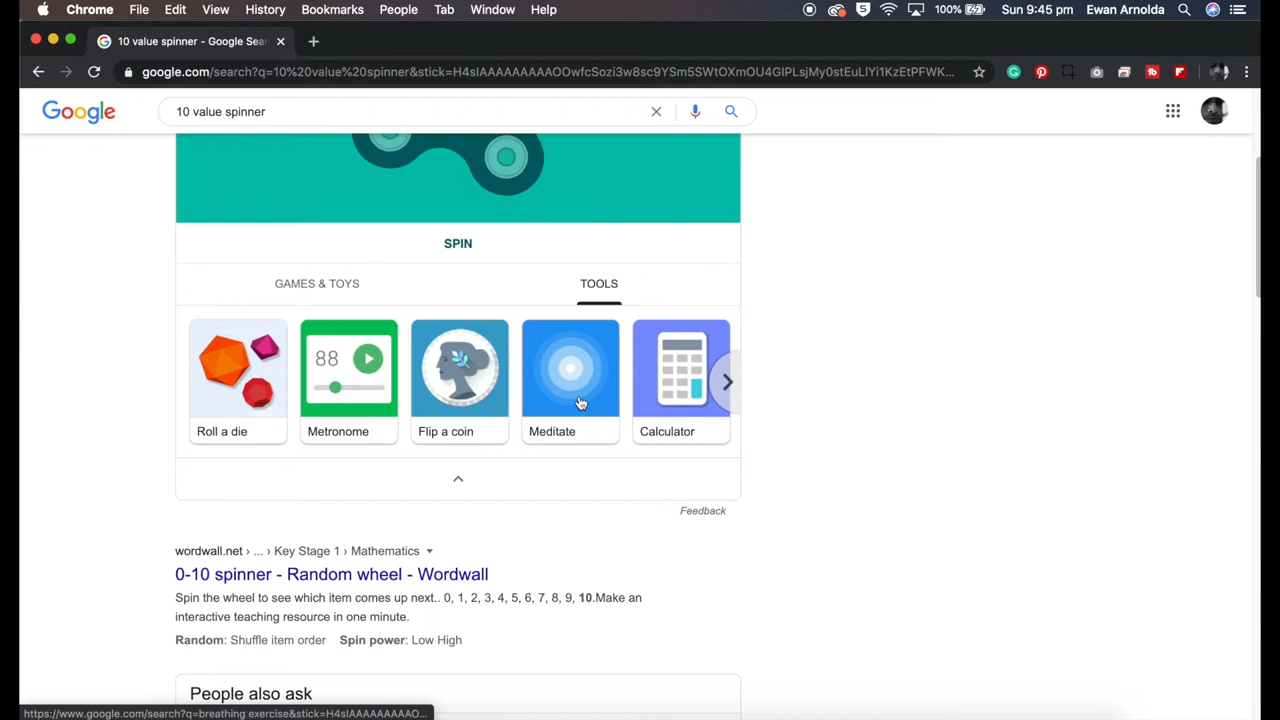 Chrome File Edit View History Bookmarks People Tab Window Help 100% Sun 9:45 pm Ewan Arnolda
10 value spinner - Google Sear
google.com/search?q=10%20value%20spinner&stick=H4sIAAAAAAAAAOOwfcSozi3w8sc9YSm5SWtOXmOU4GIPLsjMy0stEuLlYi1KzEtPFWK...
Google 10 value spinner
SPIN
GAMES & TOYS TOOLS
88
Roll a die Metronome Flip a coin Meditate Calculator
Feedback
wordwall.net › ... › Key Stage 1 › Mathematics
0-10 spinner - Random wheel - Wordwall
Spin the wheel to see which item comes up next.. 0, 1, 2, 3, 4, 5, 6, 7, 8, 9, 10.Make an
interactive teaching resource in one minute.
Random: Shuffle item order Spin power: Low High
People also ask
https://www.google.com/search?q=breathing exercise&stick=H4sIAAAAAAAAAO...